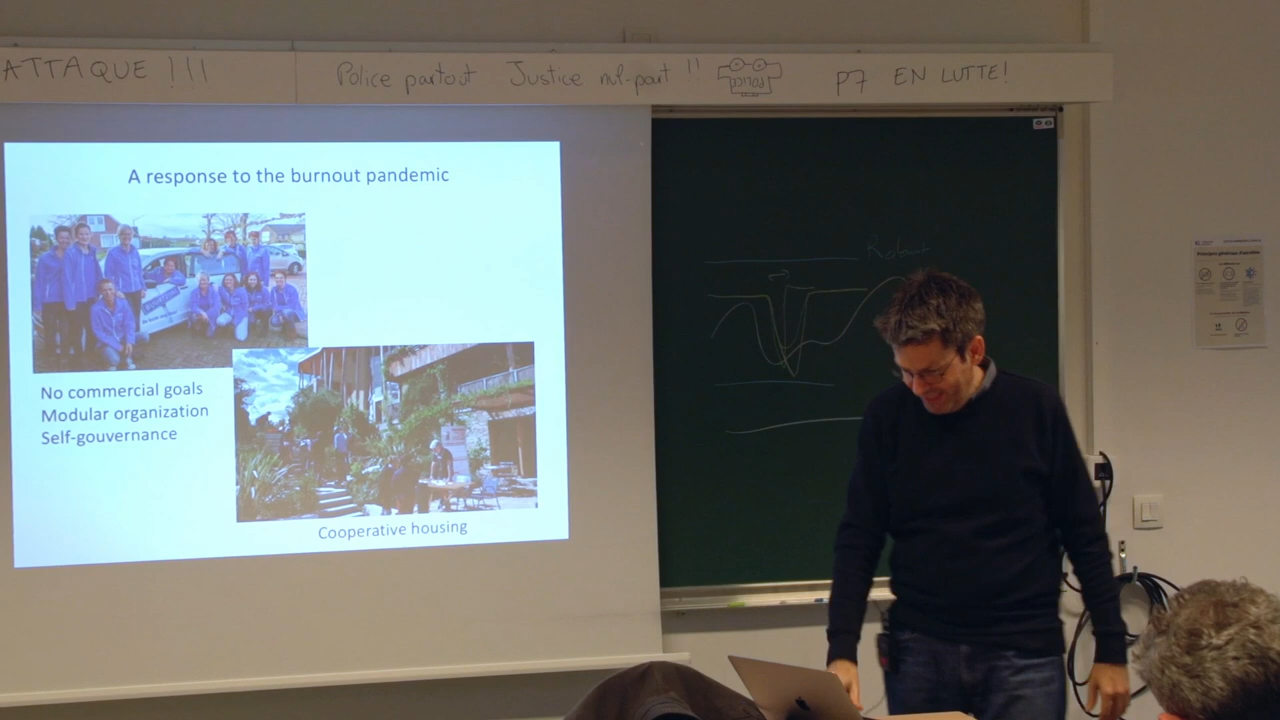 ATTAQUE !!!
Police partout Justice nul-part !!
POLICE
P7 EN LUTTE!
A response to the burnout pandemic
No commercial goals
Modular organization
Self-gouvernance
Cooperative housing